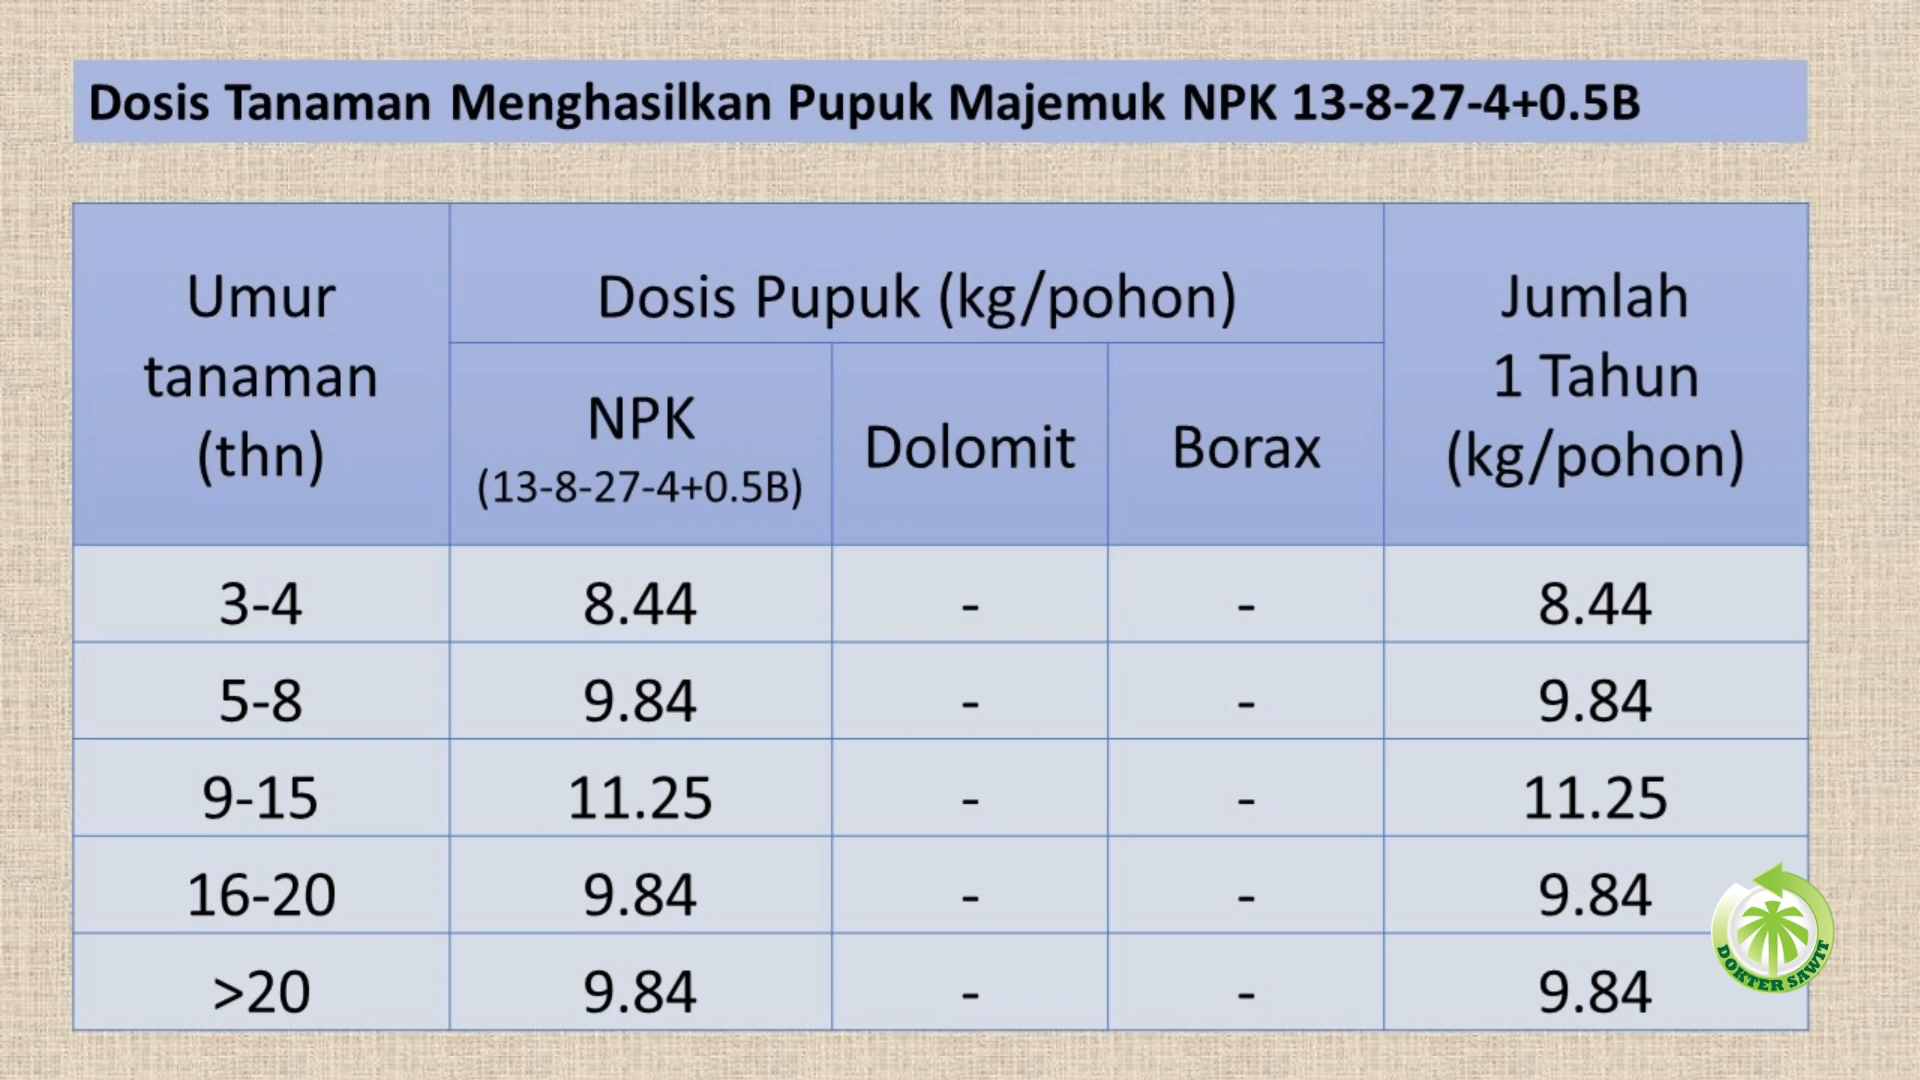 Dosis Tanaman Menghasilkan Pupuk Majemuk NPK 13-8-27-4+0.5B
Umur
tanaman
(thn)
Dosis Pupuk (kg/pohon)
NPK
(13-8-27-4+0.5B)
Dolomit
Borax
Jumlah
1 Tahun
(kg/pohon)
3-4 8.44 - - 8.44
5-8 9.84 - - 9.84
9-15 11.25 - - 11.25
16-20 9.84 - - 9.84
>20 9.84 - - 9.84
DOKTER SAWIT